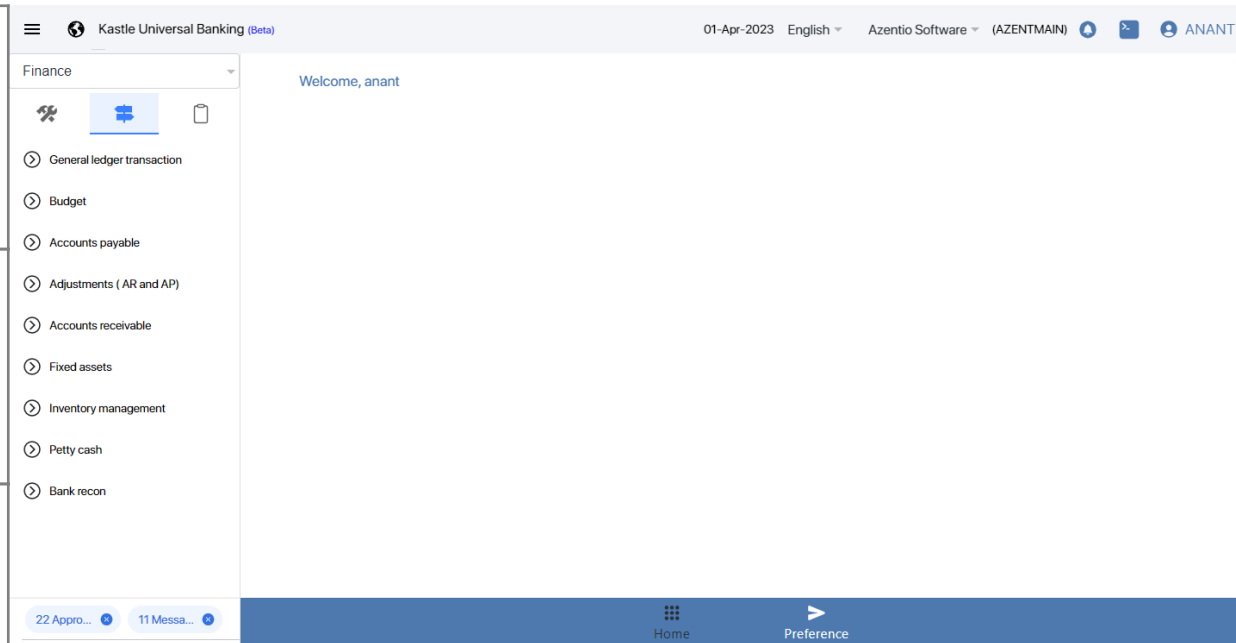 Kastle Universal Banking (Beta) 01-Apr-2023 English Azentio Software (AZENTMAIN) ANANT
Finance
Welcome, anant
General ledger transaction
Budget
Accounts payable
Adjustments ( AR and AP)
Accounts receivable
Fixed assets
Inventory management
Petty cash
Bank recon
22 Appro... 11 Messa...
Home Preference